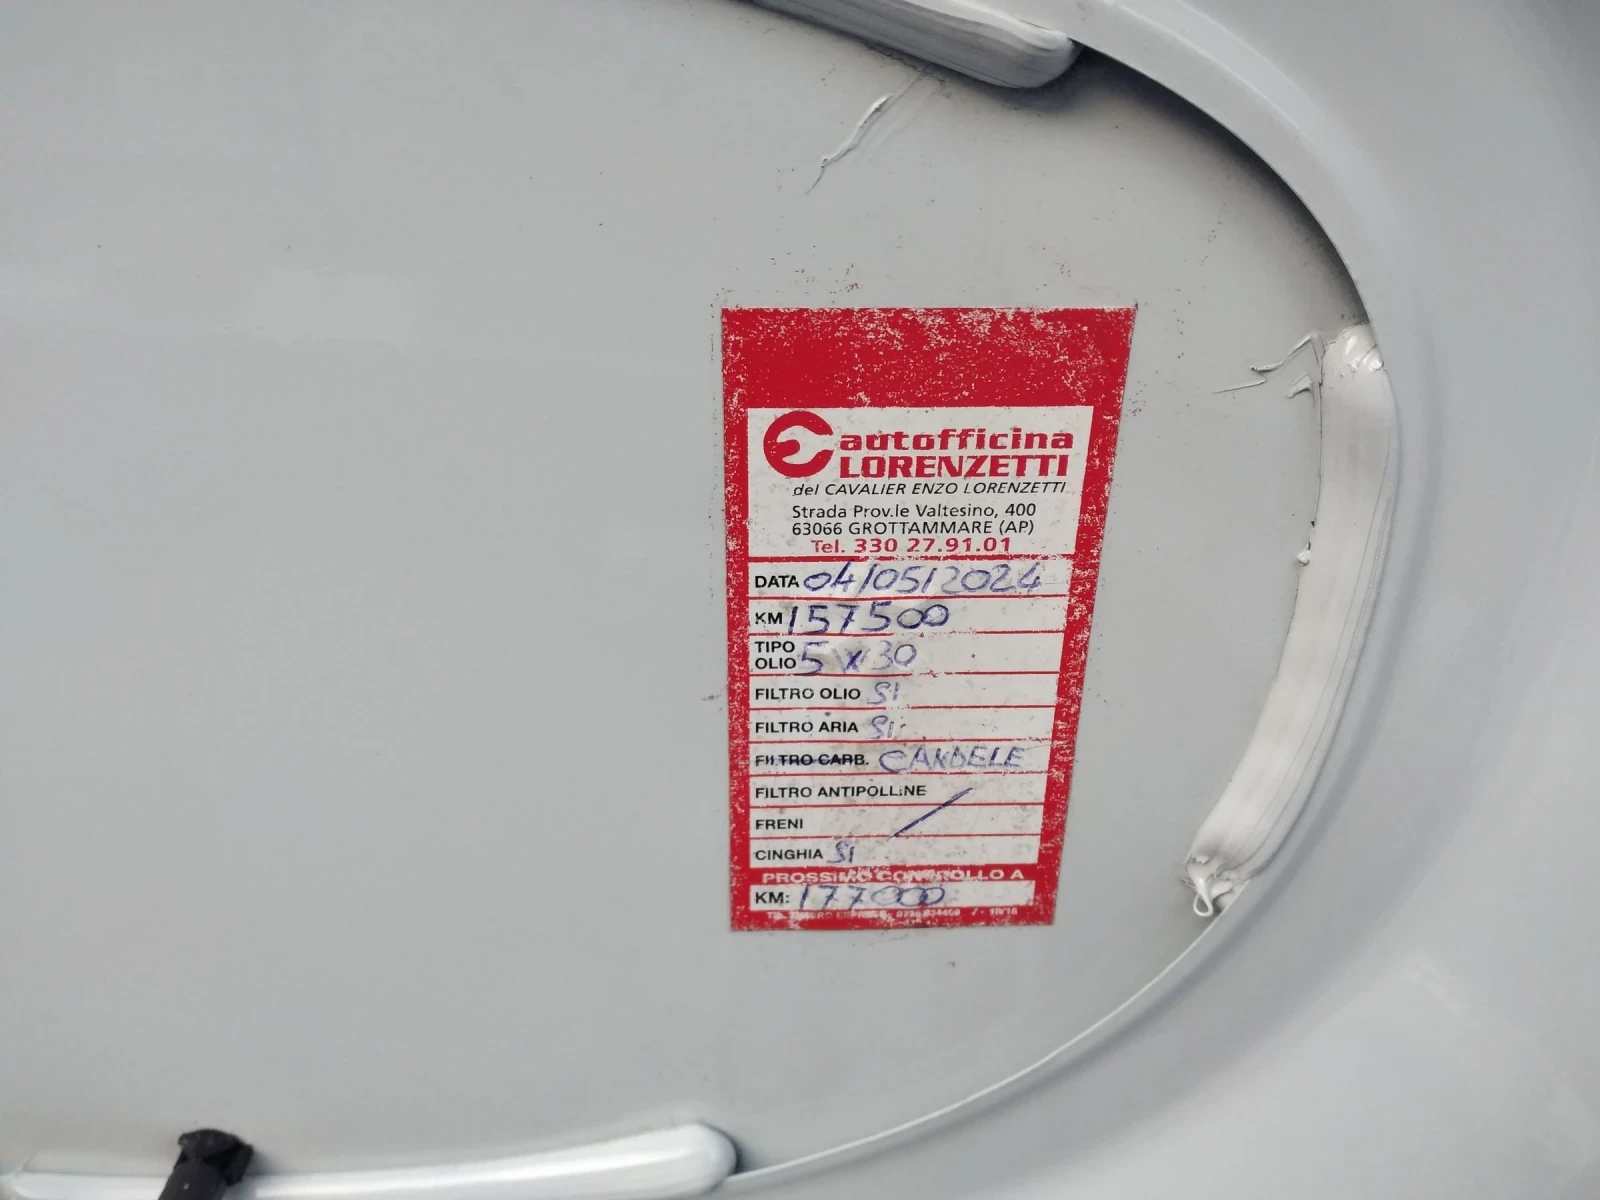 autofficina
LORENZETTI
del CAVALIER ENZO LORENZETTI
Strada Prov.le Valtesino, 400
63066 GROTTAMMARE (AP)
Tel. 330 27.91.01
DATA 04/05/2024
KM 157500
TIPO
OLIO 5 x 30
FILTRO OLIO SI
FILTRO ARIA SI
FILTRO CARB. CANDELE
FILTRO ANTIPOLLINE
FRENI /
CINGHIA SI
PROSSIMO CONTROLLO A
KM: 177000